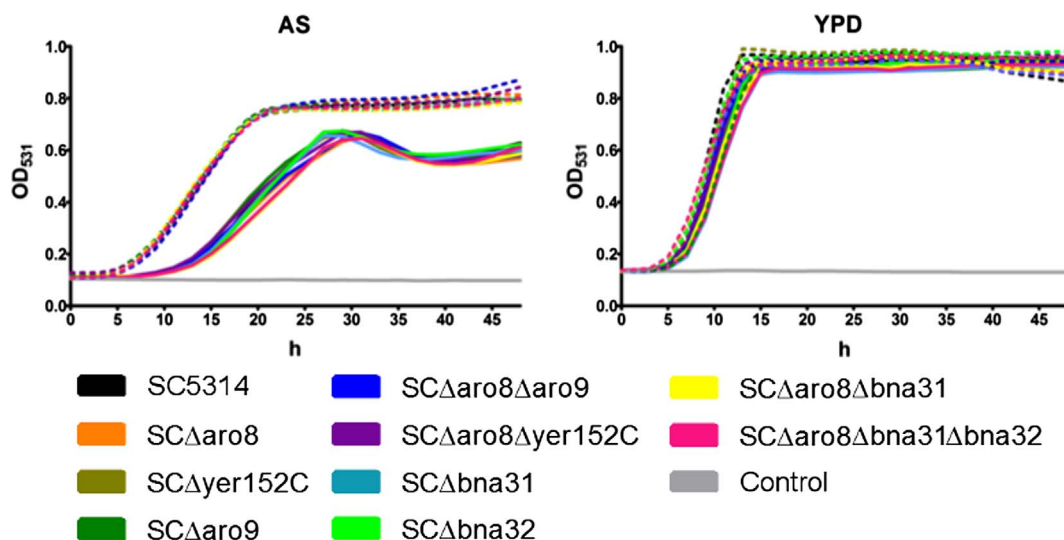 AS
1.0
0.8
0.6
0.4
0.2
0.0
OD531
0 5 10 15 20 25 30 35 40 45
h
YPD
1.0
0.8
0.6
0.4
0.2
0.0
OD531
0 5 10 15 20 25 30 35 40 45
h
SC5314
SCΔaro8
SCΔyer152C
SCΔaro9
SCΔaro8Δaro9
SCΔaro8Δyer152C
SCΔbna31
SCΔbna32
SCΔaro8Δbna31
SCΔaro8Δbna31Δbna32
Control